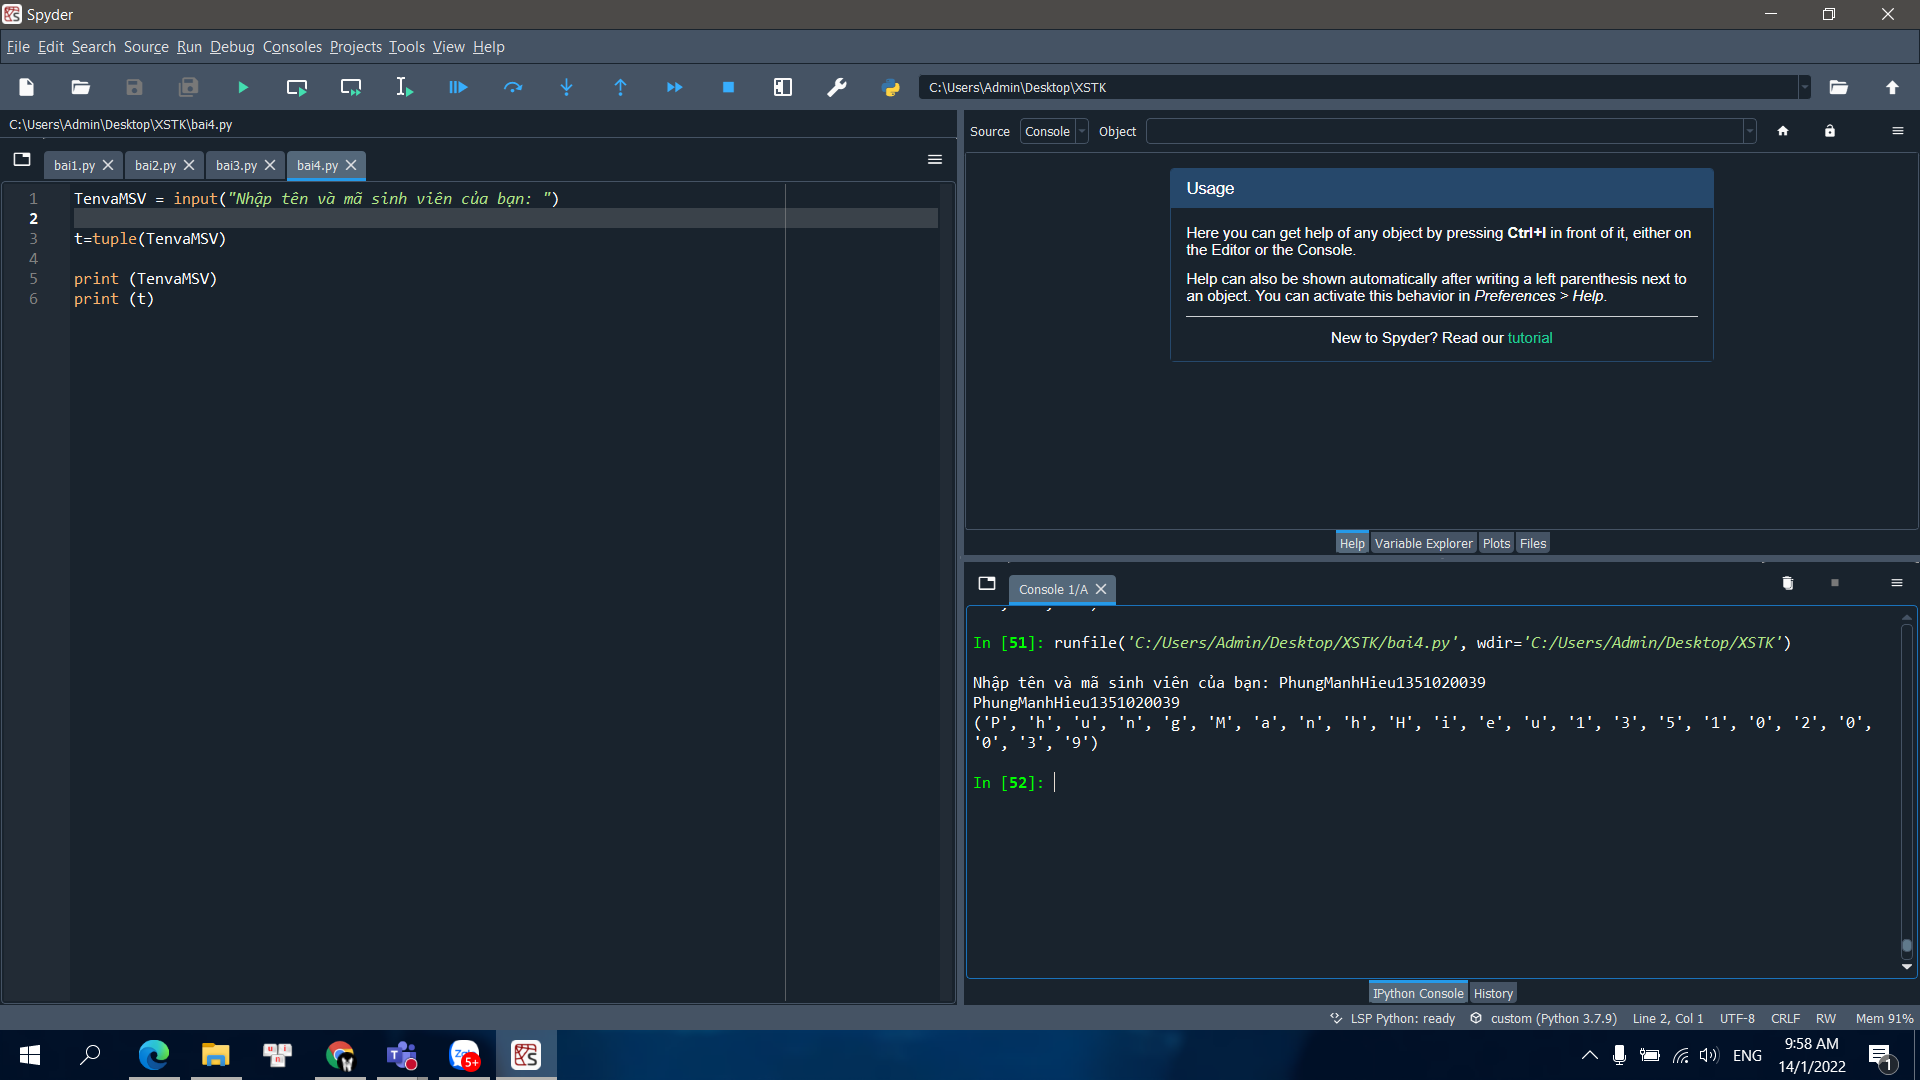 Spyder
File Edit Search Source Run Debug Consoles Projects Tools View Help
C:\Users\Admin\Desktop\XSTK
C:\Users\Admin\Desktop\XSTK\bai4.py
bai1.py bai2.py bai3.py bai4.py
1 TenvaMSV = input("Nhập tên và mã sinh viên của bạn: ")
2
3 t=tuple(TenvaMSV)
4
5 print (TenvaMSV)
6 print (t)
Source Console Object
Usage
Here you can get help of any object by pressing Ctrl+I in front of it, either on
the Editor or the Console.
Help can also be shown automatically after writing a left parenthesis next to
an object. You can activate this behavior in Preferences > Help.
New to Spyder? Read our tutorial
Help Variable Explorer Plots Files
Console 1/A
In [51]: runfile('C:/Users/Admin/Desktop/XSTK/bai4.py', wdir='C:/Users/Admin/Desktop/XSTK')
Nhập tên và mã sinh viên của bạn: PhungManhHieu1351020039
PhungManhHieu1351020039
('P', 'h', 'u', 'n', 'g', 'M', 'a', 'n', 'h', 'H', 'i', 'e', 'u', '1', '3', '5', '1', '0', '2', '0',
'0', '3', '9')
In [52]:
IPython Console History
LSP Python: ready custom (Python 3.7.9) Line 2, Col 1 UTF-8 CRLF RW Mem 91%
5+
ENG
9:58 AM
14/1/2022
1